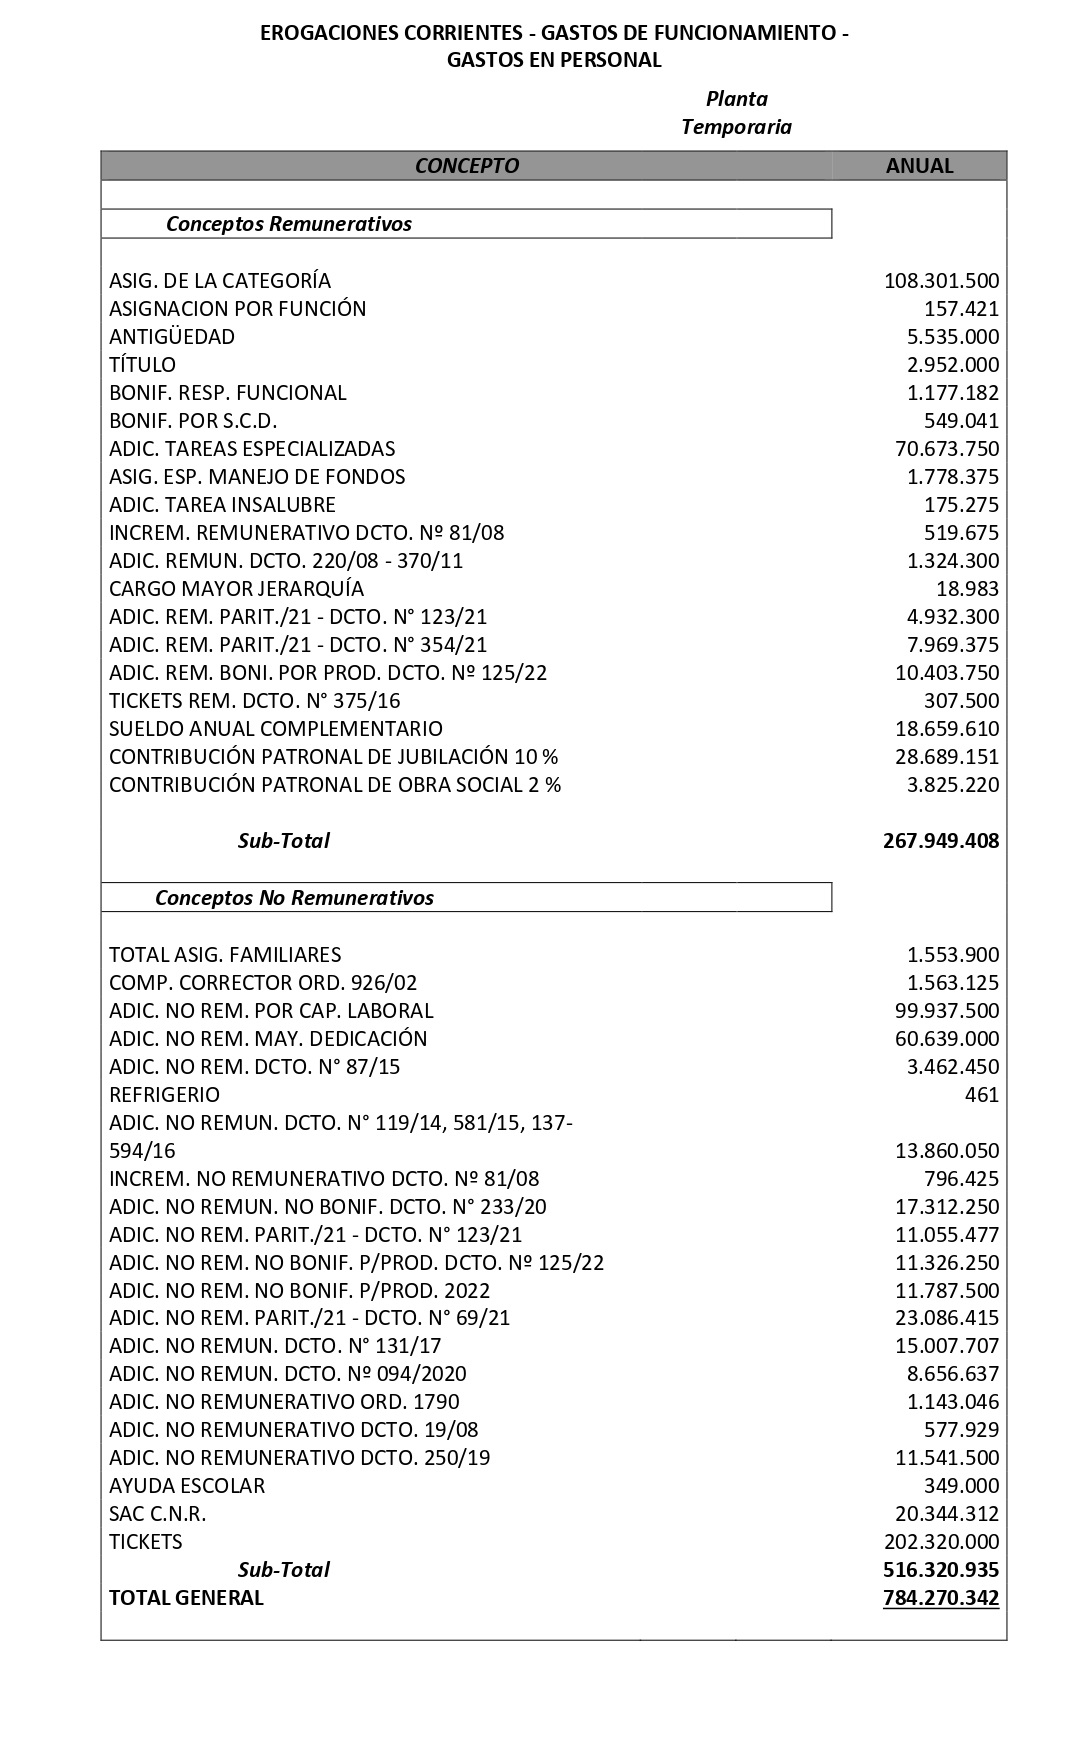 EROGACIONES CORRIENTES - GASTOS DE FUNCIONAMIENTO -
GASTOS EN PERSONAL
Planta
Temporaria
CONCEPTO ANUAL
Conceptos Remunerativos
ASIG. DE LA CATEGORÍA 108.301.500
ASIGNACION POR FUNCIÓN 157.421
ANTIGÜEDAD 5.535.000
TÍTULO 2.952.000
BONIF. RESP. FUNCIONAL 1.177.182
BONIF. POR S.C.D. 549.041
ADIC. TAREAS ESPECIALIZADAS 70.673.750
ASIG. ESP. MANEJO DE FONDOS 1.778.375
ADIC. TAREA INSALUBRE 175.275
INCREM. REMUNERATIVO DCTO. Nº 81/08 519.675
ADIC. REMUN. DCTO. 220/08 - 370/11 1.324.300
CARGO MAYOR JERARQUÍA 18.983
ADIC. REM. PARIT./21 - DCTO. N° 123/21 4.932.300
ADIC. REM. PARIT./21 - DCTO. N° 354/21 7.969.375
ADIC. REM. BONI. POR PROD. DCTO. Nº 125/22 10.403.750
TICKETS REM. DCTO. N° 375/16 307.500
SUELDO ANUAL COMPLEMENTARIO 18.659.610
CONTRIBUCIÓN PATRONAL DE JUBILACIÓN 10 % 28.689.151
CONTRIBUCIÓN PATRONAL DE OBRA SOCIAL 2 % 3.825.220
Sub-Total 267.949.408
Conceptos No Remunerativos
TOTAL ASIG. FAMILIARES 1.553.900
COMP. CORRECTOR ORD. 926/02 1.563.125
ADIC. NO REM. POR CAP. LABORAL 99.937.500
ADIC. NO REM. MAY. DEDICACIÓN 60.639.000
ADIC. NO REM. DCTO. N° 87/15 3.462.450
REFRIGERIO 461
ADIC. NO REMUN. DCTO. N° 119/14, 581/15, 137-
594/16 13.860.050
INCREM. NO REMUNERATIVO DCTO. Nº 81/08 796.425
ADIC. NO REMUN. NO BONIF. DCTO. N° 233/20 17.312.250
ADIC. NO REM. PARIT./21 - DCTO. N° 123/21 11.055.477
ADIC. NO REM. NO BONIF. P/PROD. DCTO. Nº 125/22 11.326.250
ADIC. NO REM. NO BONIF. P/PROD. 2022 11.787.500
ADIC. NO REM. PARIT./21 - DCTO. N° 69/21 23.086.415
ADIC. NO REMUN. DCTO. N° 131/17 15.007.707
ADIC. NO REMUN. DCTO. Nº 094/2020 8.656.637
ADIC. NO REMUNERATIVO ORD. 1790 1.143.046
ADIC. NO REMUNERATIVO DCTO. 19/08 577.929
ADIC. NO REMUNERATIVO DCTO. 250/19 11.541.500
AYUDA ESCOLAR 349.000
SAC C.N.R. 20.344.312
TICKETS 202.320.000
Sub-Total 516.320.935
TOTAL GENERAL 784.270.342